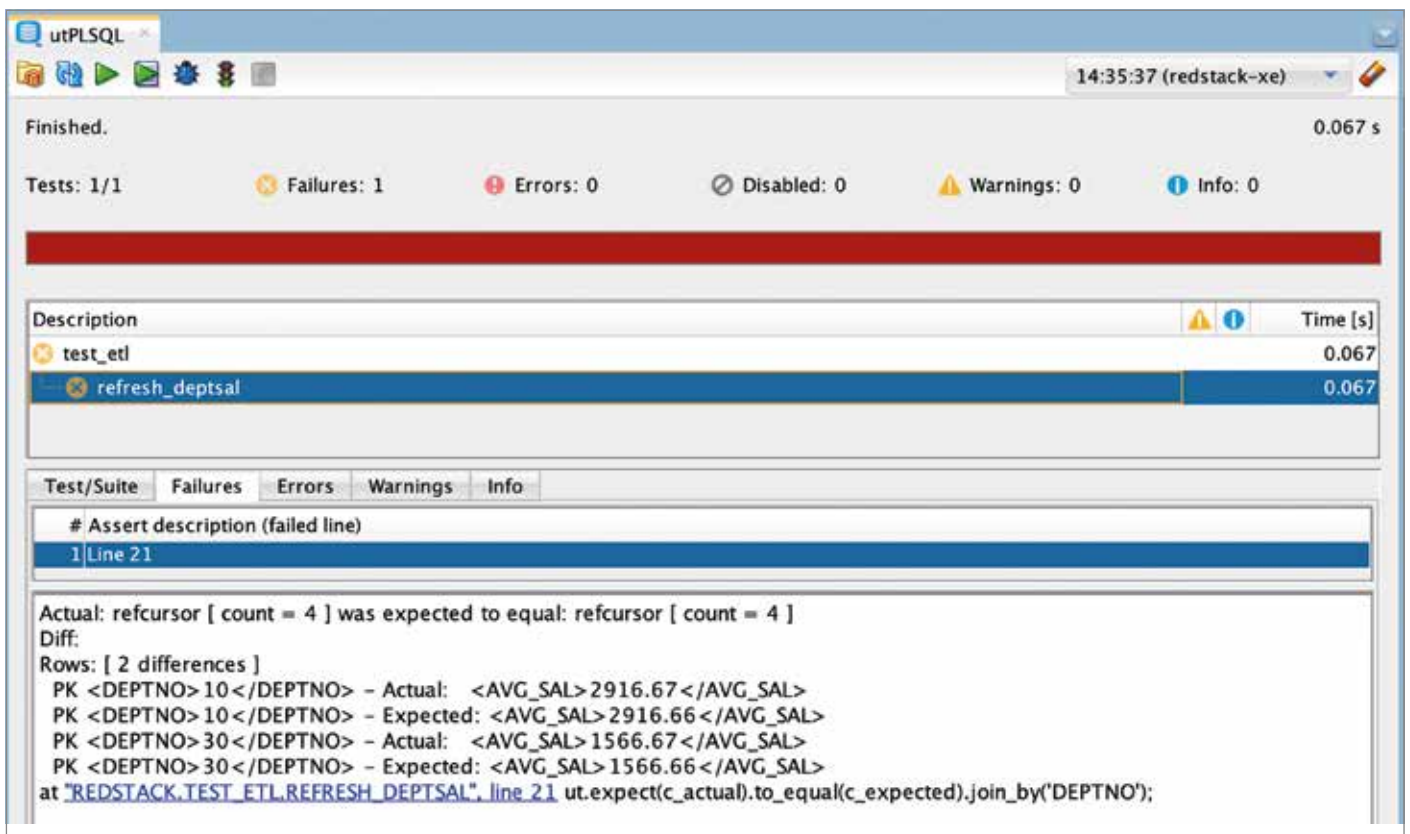 utPLSQL
14:35:37 (redstack-xe)
Finished.
0.067 s
Tests: 1/1
Failures: 1
Errors: 0
Disabled: 0
Warnings: 0
Info: 0
Description
Time [s]
test_etl
0.067
refresh_deptsal
0.067
Test/Suite Failures Errors Warnings Info
# Assert description (failed line)
1 Line 21
Actual: refcursor [ count = 4 ] was expected to equal: refcursor [ count = 4 ]
Diff:
Rows: [ 2 differences ]
PK <DEPTNO>10</DEPTNO> - Actual: <AVG_SAL>2916.67</AVG_SAL>
PK <DEPTNO>10</DEPTNO> - Expected: <AVG_SAL>2916.66</AVG_SAL>
PK <DEPTNO>30</DEPTNO> - Actual: <AVG_SAL>1566.67</AVG_SAL>
PK <DEPTNO>30</DEPTNO> - Expected: <AVG_SAL>1566.66</AVG_SAL>
at "REDSTACK.TEST_ETL.REFRESH_DEPTSAL", line 21 ut.expect(c_actual).to_equal(c_expected).join_by('DEPTNO');